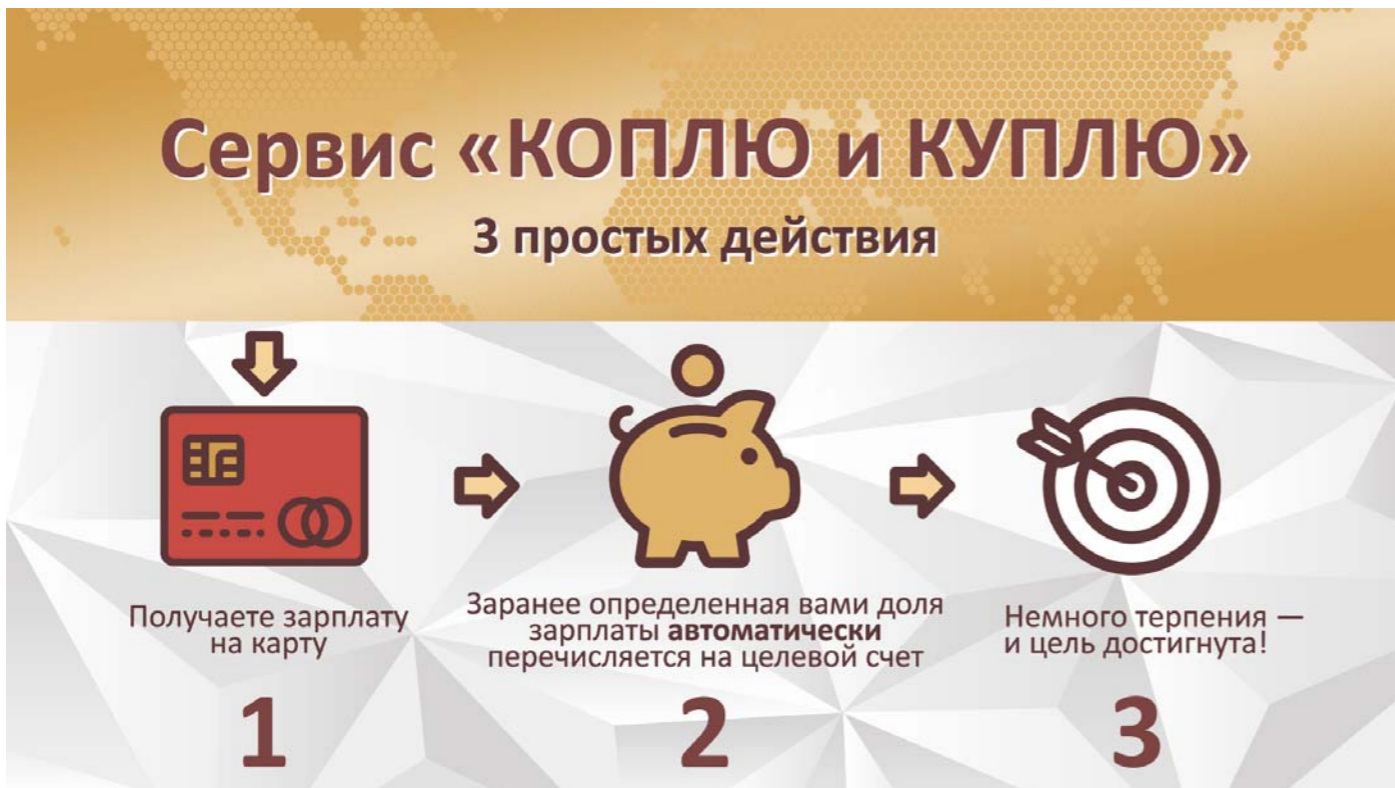 Сервис «КОПЛЮ и КУПЛЮ»
3 простых действия
Получаете зарплату
на карту
1
Заранее определенная вами доля
зарплаты автоматически
перечисляется на целевой счет
2
Немного терпения —
и цель достигнута!
3